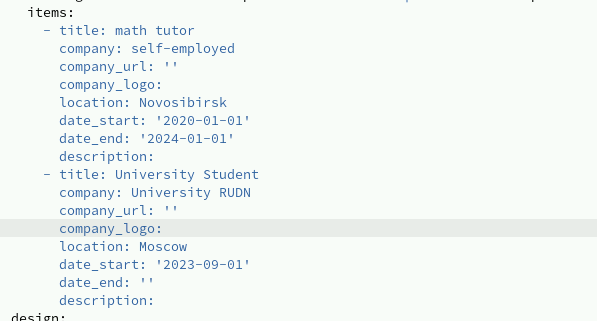 items:
- title: math tutor
company: self-employed
company_url: ''
company_logo:
location: Novosibirsk
date_start: '2020-01-01'
date_end: '2024-01-01'
description:
- title: University Student
company: University RUDN
company_url: ''
company_logo:
location: Moscow
date_start: '2023-09-01'
date_end: ''
description:
design: